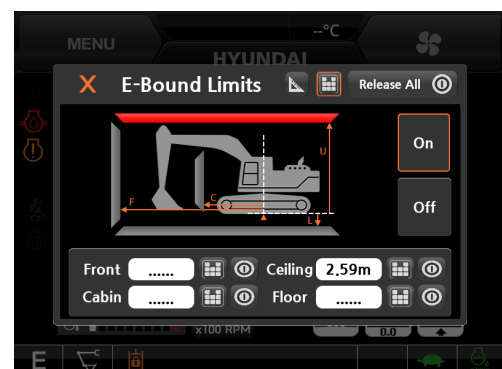 --°C
MENU
HYUNDAI
X E-Bound Limits Release All
U
On
F C
L
Off
Front ...... Ceiling 2.59m
Cabin ...... Floor ......
x100 RPM 0.0
E C